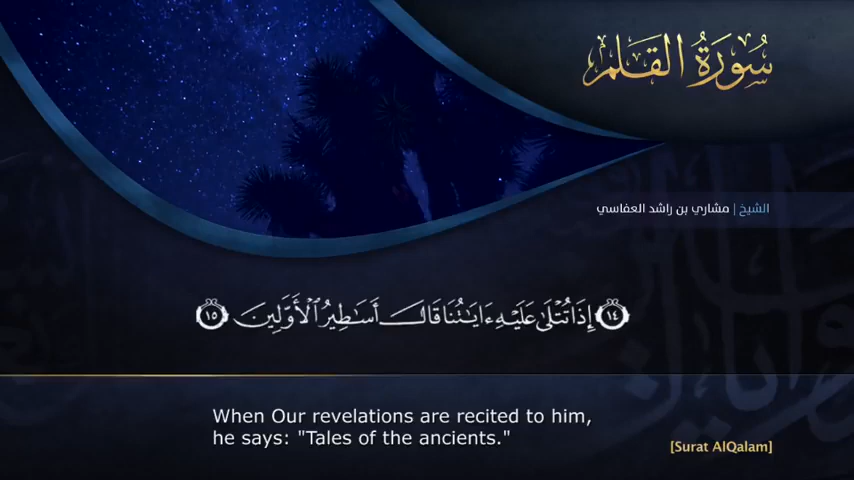 سُورَةُ القَلَم
الشيخ | مشاري بن راشد العفاسي
١٤ إِذَا تُتْلَىٰ عَلَيْهِ ءَايَـٰتُنَا قَالَ أَسَـٰطِيرُ ٱلْأَوَّلِينَ ١٥
When Our revelations are recited to him,
he says: "Tales of the ancients."
[Surat AlQalam]